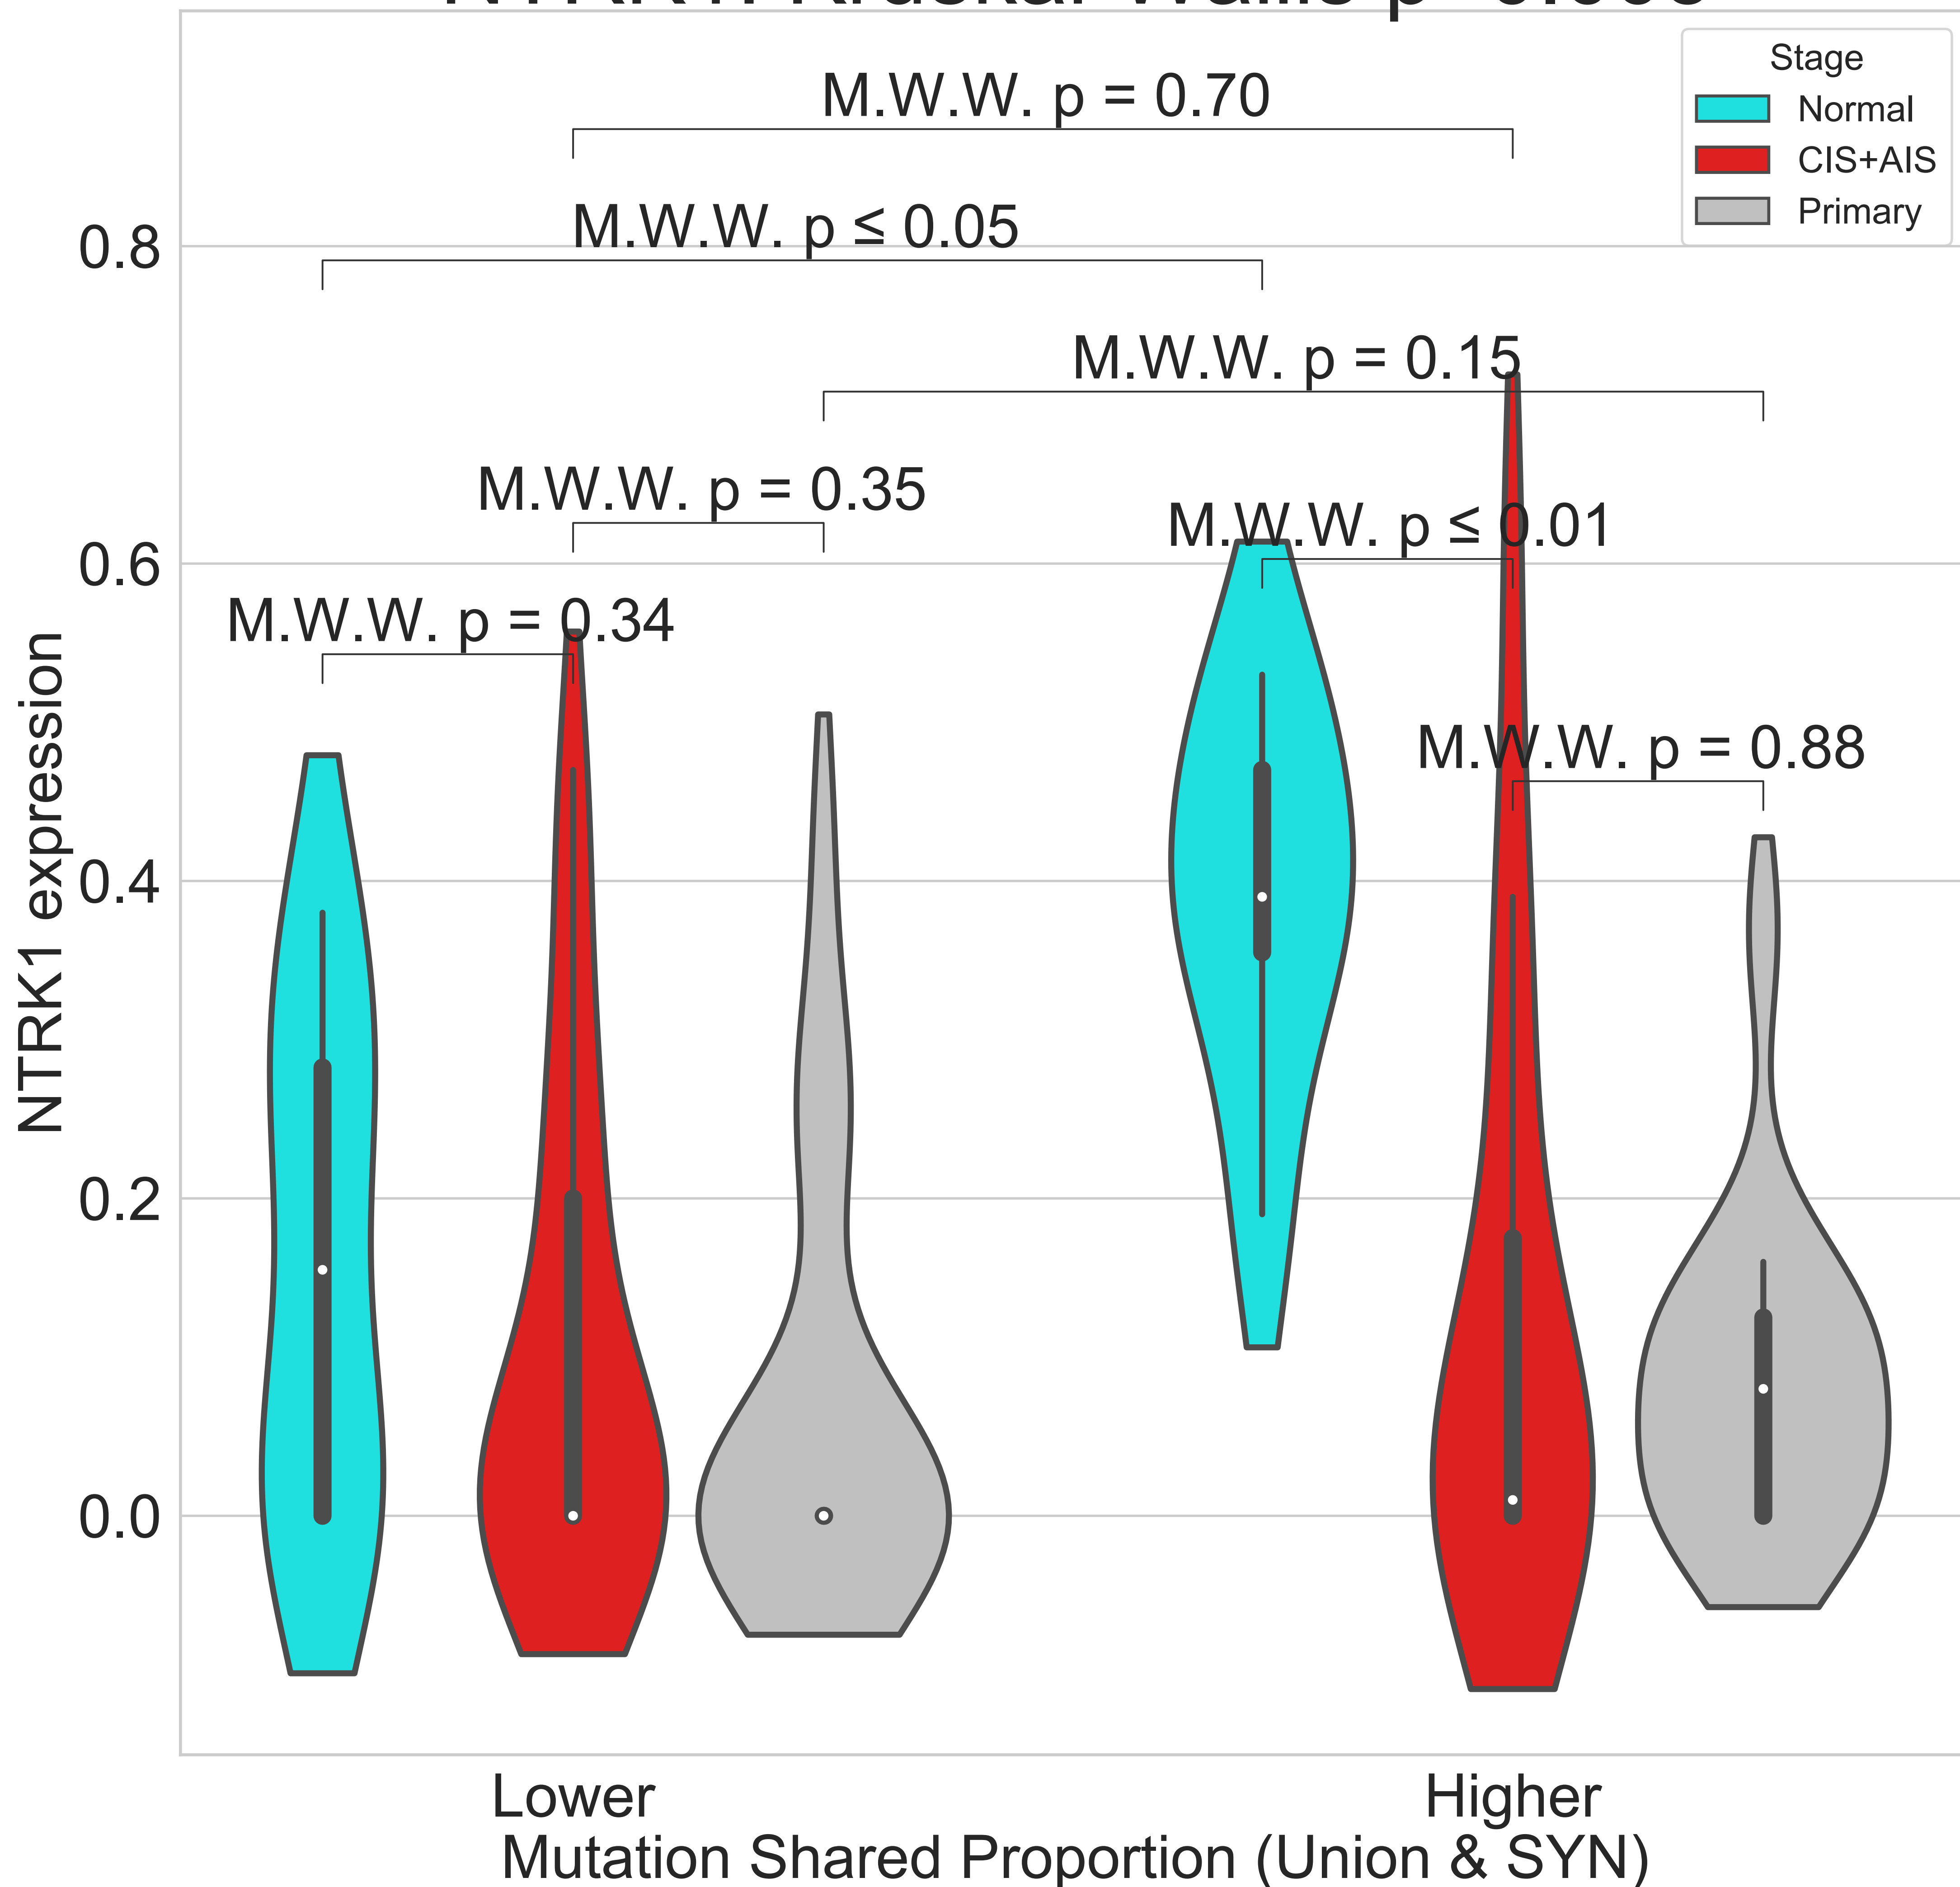 Stage
Normal
CIS+AIS
Primary
M.W.W. p = 0.70
M.W.W. p ≤ 0.05
M.W.W. p = 0.15
M.W.W. p = 0.35
M.W.W. p ≤ 0.01
M.W.W. p = 0.34
M.W.W. p = 0.88
NTRK1 expression
0.8
0.6
0.4
0.2
0.0
Lower
Higher
Mutation Shared Proportion (Union & SYN)